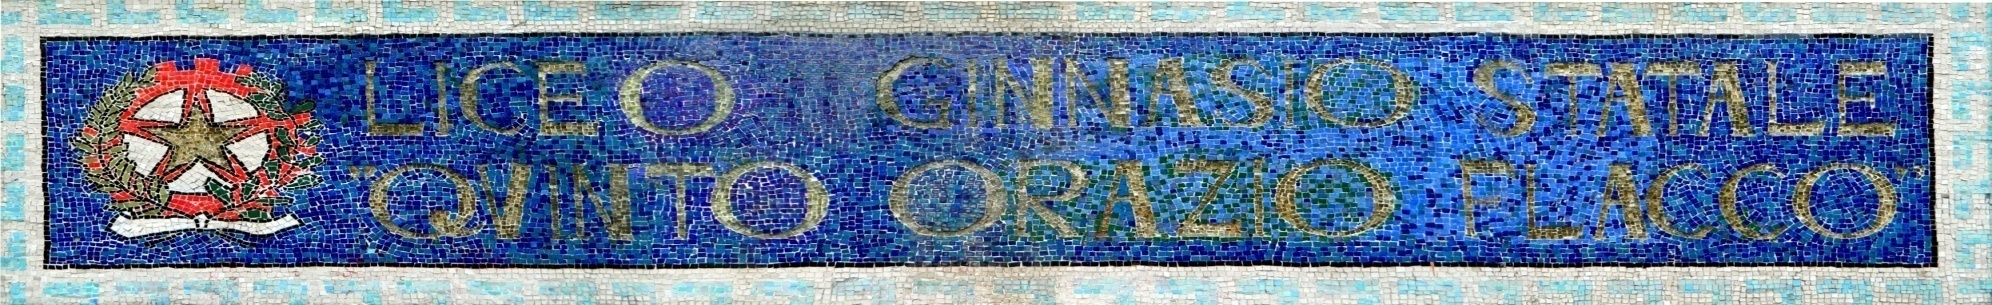 LICEO GINNASIO STATALE
"QVINTO ORAZIO FLACCO"